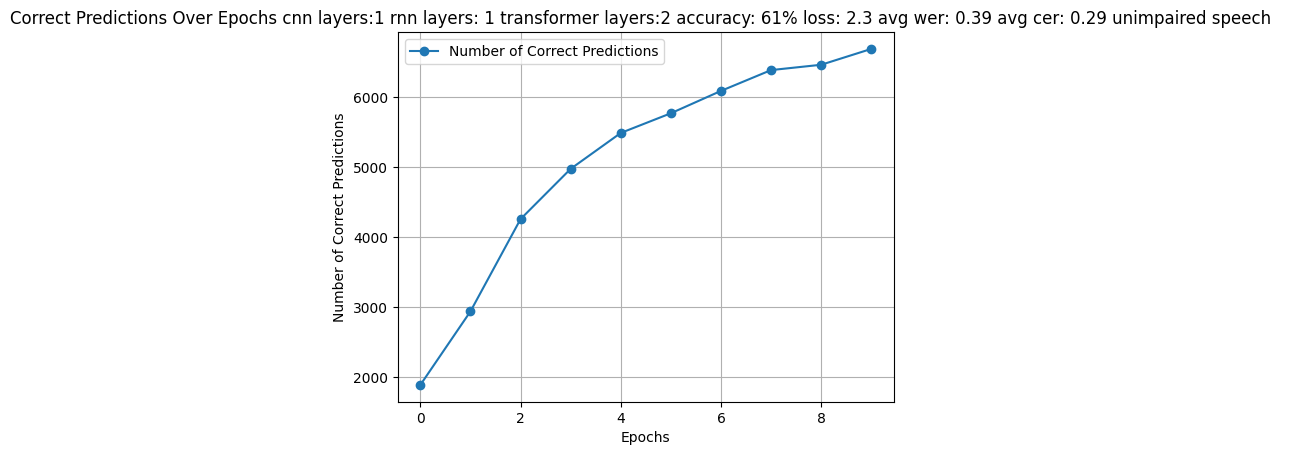 Correct Predictions Over Epochs cnn layers:1 rnn layers: 1 transformer layers:2 accuracy: 61% loss: 2.3 avg wer: 0.39 avg cer: 0.29 unimpaired speech
Number of Correct Predictions
Number of Correct Predictions
6000
5000
4000
3000
2000
0 2 4 6 8
Epochs